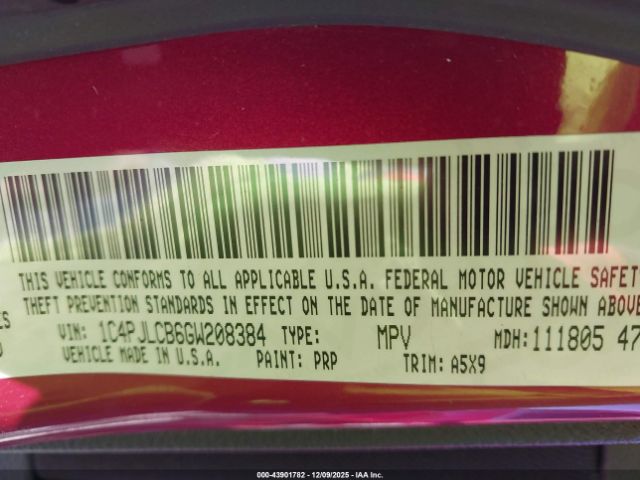 THIS VEHICLE CONFORMS TO ALL APPLICABLE U.S.A. FEDERAL MOTOR VEHICLE SAFETY
THEFT PREVENTION STANDARDS IN EFFECT ON THE DATE OF MANUFACTURE SHOWN ABOVE
ES
VIN: 1C4PJLCB6GW208384 TYPE: MPV MDH: 111805 47
VEHICLE MADE IN U.S.A. PAINT: PRP TRIM: A5X9
000-43901782 12/09/2025 IAA Inc.